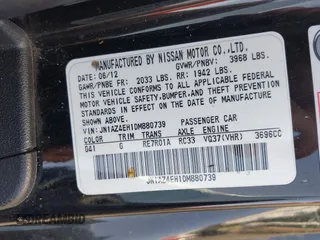 MANUFACTURED BY NISSAN MOTOR CO.,LTD.
DATE: 06/12 GVWR/PNBV: 3968 LBS.
GAWR/PNBE FR: 2033 LBS. RR: 1942 LBS.
THIS VEHICLE CONFORMS TO ALL APPLICABLE FEDERAL
MOTOR VEHICLE SAFETY, BUMPER, AND THEFT PREVENTION
STANDARDS IN EFFECT ON THE DATE OF MANUFACTURE
SHOWN ABOVE.
VIN: JN1AZ4EH1DM880739 PASSENGER CAR
COLOR TRIM TRANS AXLE ENGINE
G41 G RE7R01A RC33 VQ37(VHR) 3696CC
JN1AZ4EH1DM880739